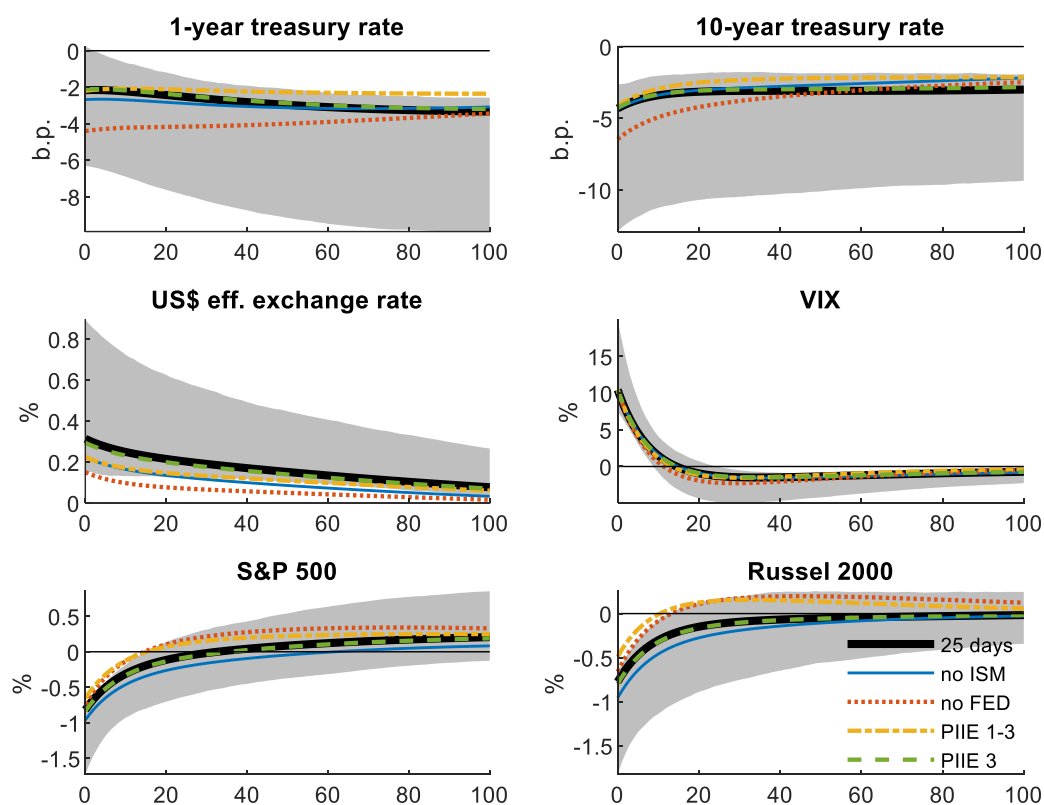 1-year treasury rate
b.p.
0
-2
-4
-6
-8
0 20 40 60 80 100
10-year treasury rate
b.p.
0
-5
-10
0 20 40 60 80 100
US$ eff. exchange rate
%
0.8
0.6
0.4
0.2
0
0 20 40 60 80 100
VIX
%
15
10
5
0
0 20 40 60 80 100
S&P 500
%
0.5
0
-0.5
-1
-1.5
0 20 40 60 80 100
Russel 2000
%
0
-0.5
-1
-1.5
0 20 40 60 80 100
25 days
no ISM
no FED
PIIE 1-3
PIIE 3